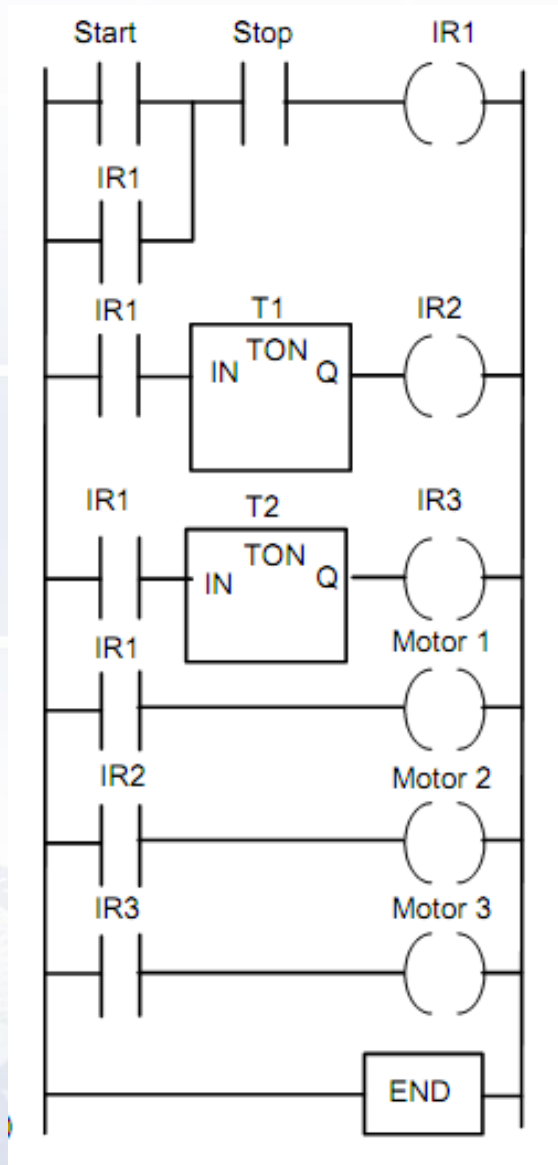 Start Stop IR1
IR1
IR1 T1 IR2
IN TON Q
IR1 T2 IR3
IN TON Q
IR1 Motor 1
IR2 Motor 2
IR3 Motor 3
END